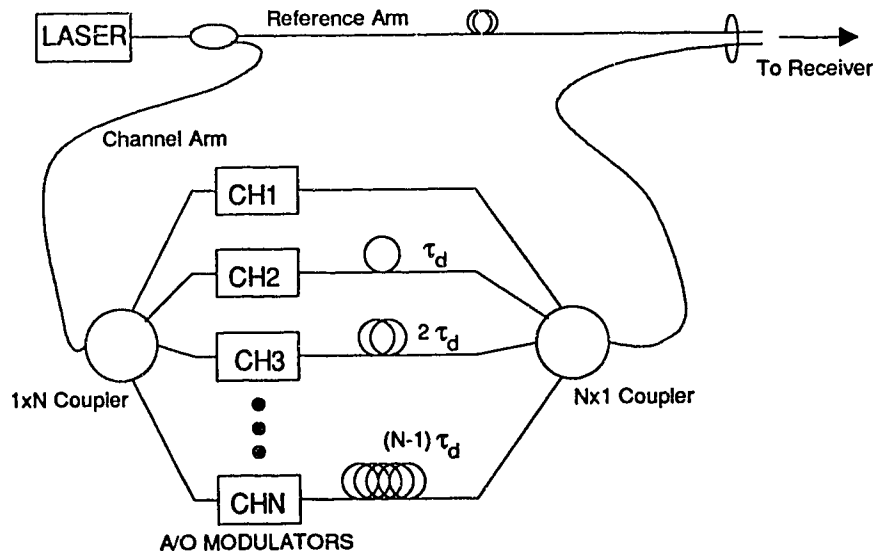 Reference Arm
LASER
To Receiver
Channel Arm
CH1
CH2
τd
CH3
2 τd
1xN Coupler
Nx1 Coupler
(N-1) τd
CHN
A/O MODULATORS